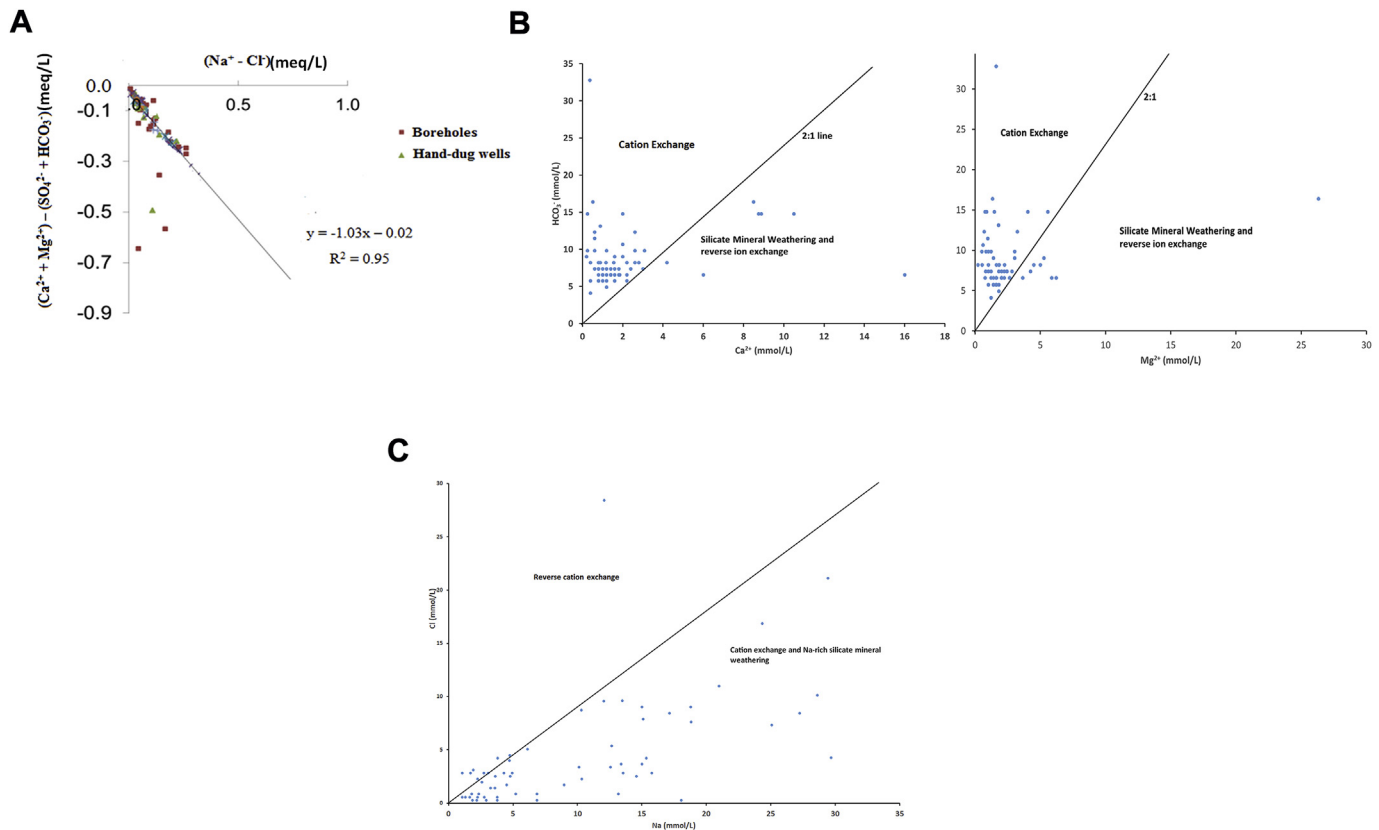 A
(Na⁺ - Cl⁻)(meq/L)
(Ca²⁺ + Mg²⁺) – (SO₄²⁻ + HCO₃⁻)(meq/L)
0.0
-0.1
-0.3
-0.5
-0.7
-0.9
0
0.5
1.0
Boreholes
Hand-dug wells
y = -1.03x – 0.02
R² = 0.95
B
HCO₃⁻ (mmol/L)
35
30
25
20
15
10
5
0
Cation Exchange
2:1 line
Silicate Mineral Weathering and
reverse ion exchange
0 2 4 6 8 10 12 14 16 18
Ca²⁺ (mmol/L)
30
25
20
15
10
5
0
2:1
Cation Exchange
Silicate Mineral Weathering and
reverse ion exchange
0 5 10 15 20 25 30
Mg²⁺ (mmol/L)
C
Cl (mmol/L)
30
25
20
15
10
5
0
Reverse cation exchange
Cation exchange and Na-rich silicate mineral
weathering
0 5 10 15 20 25 30 35
Na (mmol/L)